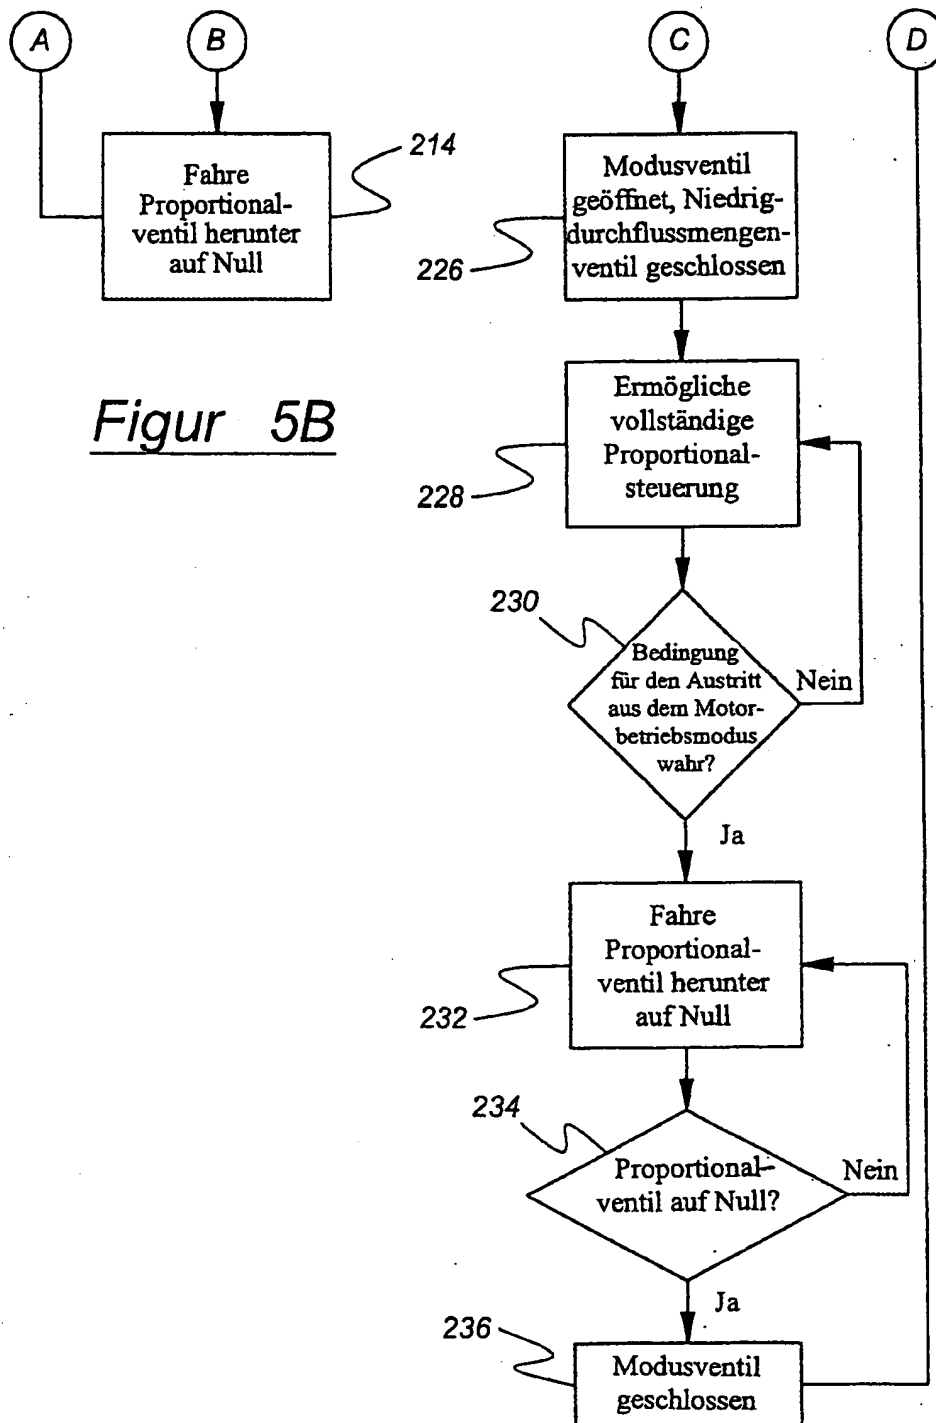 A
B
C
D
Fahre
Proportional-
ventil herunter
auf Null
214
Modusventil
geöffnet, Niedrig-
durchflussmengen-
ventil geschlossen
226
Figur 5B
Ermögliche
vollständige
Proportional-
steuerung
228
230
Bedingung
für den Austritt
aus dem Motor-
betriebsmodus
wahr?
Nein
Ja
Fahre
Proportional-
ventil herunter
auf Null
232
234
Proportional-
ventil auf Null?
Nein
Ja
236
Modusventil
geschlossen